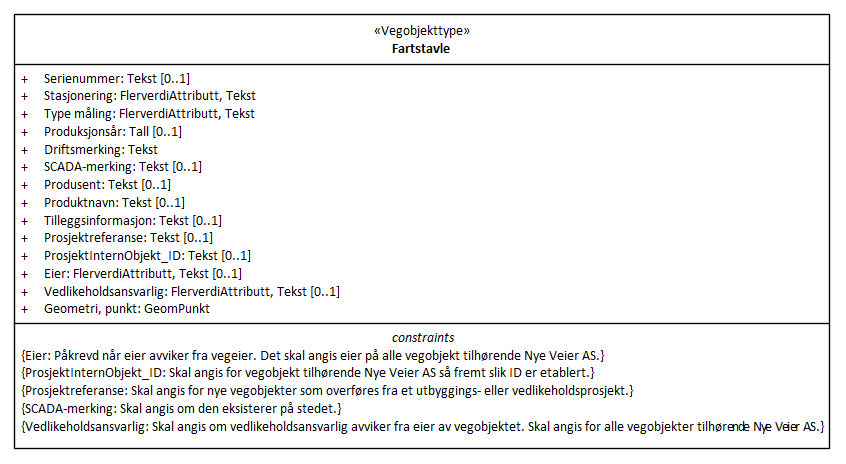 «Vegobjekttype»
Fartstavle
+ Serienummer: Tekst [0..1]
+ Stasjonering: FlerverdiAttributt, Tekst
+ Type måling: FlerverdiAttributt, Tekst
+ Produksjonsår: Tall [0..1]
+ Driftsmerking: Tekst
+ SCADA-merking: Tekst [0..1]
+ Produsent: Tekst [0..1]
+ Produktnavn: Tekst [0..1]
+ Tilleggsinformasjon: Tekst [0..1]
+ Prosjektreferanse: Tekst [0..1]
+ ProsjektInternObjekt_ID: Tekst [0..1]
+ Eier: FlerverdiAttributt, Tekst [0..1]
+ Vedlikeholdsansvarlig: FlerverdiAttributt, Tekst [0..1]
+ Geometri, punkt: GeomPunkt
constraints
{Eier: Påkrevd når eier avviker fra vegeier. Det skal angis eier på alle vegobjekt tilhørende Nye Veier AS.}
{ProsjektInternObjekt_ID: Skal angis for vegobjekt tilhørende Nye Veier AS så fremt slik ID er etablert.}
{Prosjektreferanse: Skal angis for nye vegobjekter som overføres fra et utbyggings- eller vedlikeholdsprosjekt.}
{SCADA-merking: Skal angis om den eksisterer på stedet.}
{Vedlikeholdsansvarlig: Skal angis om vedlikeholdsansvarlig avviker fra eier av vegobjektet. Skal angis for alle vegobjekter tilhørende Nye Veier AS.}